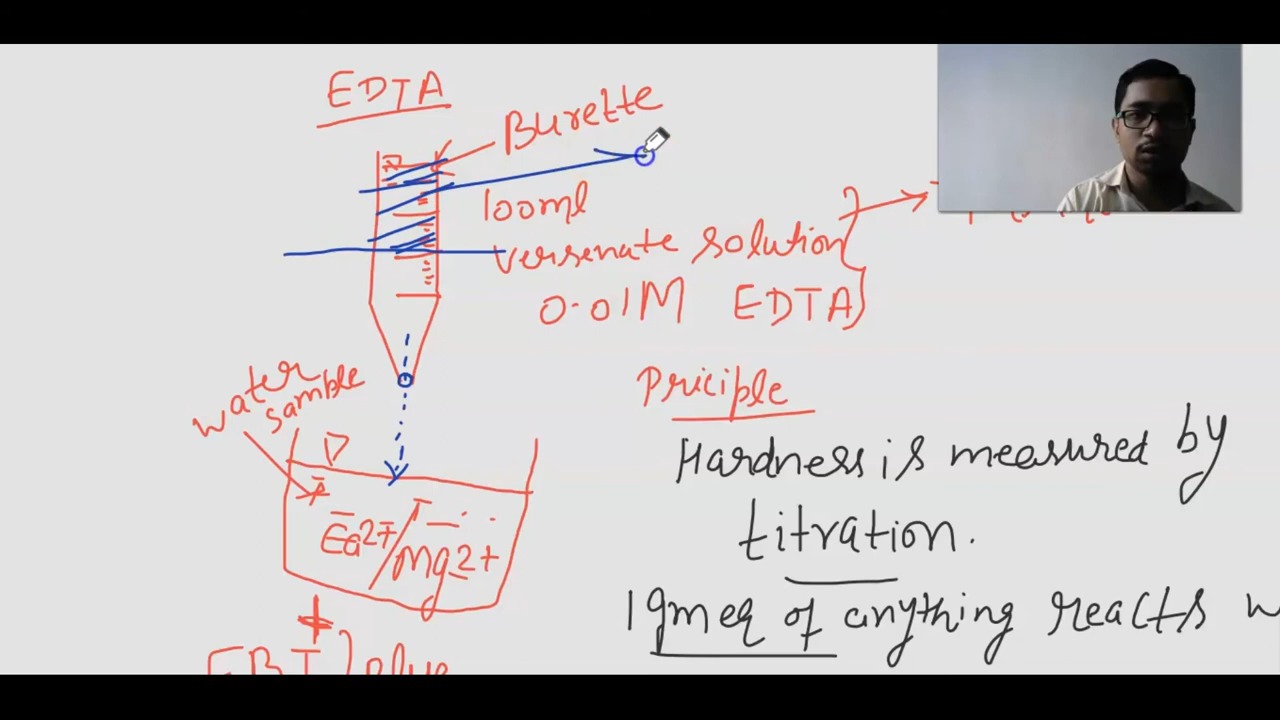 EDTA
Burette
100ml
Versenate solution
0.01M EDTA
water
sample
Priciple
Hardness is measured by
titration.
Ca2+/Mg2+
1gmeq of anything reacts w
+
EBT